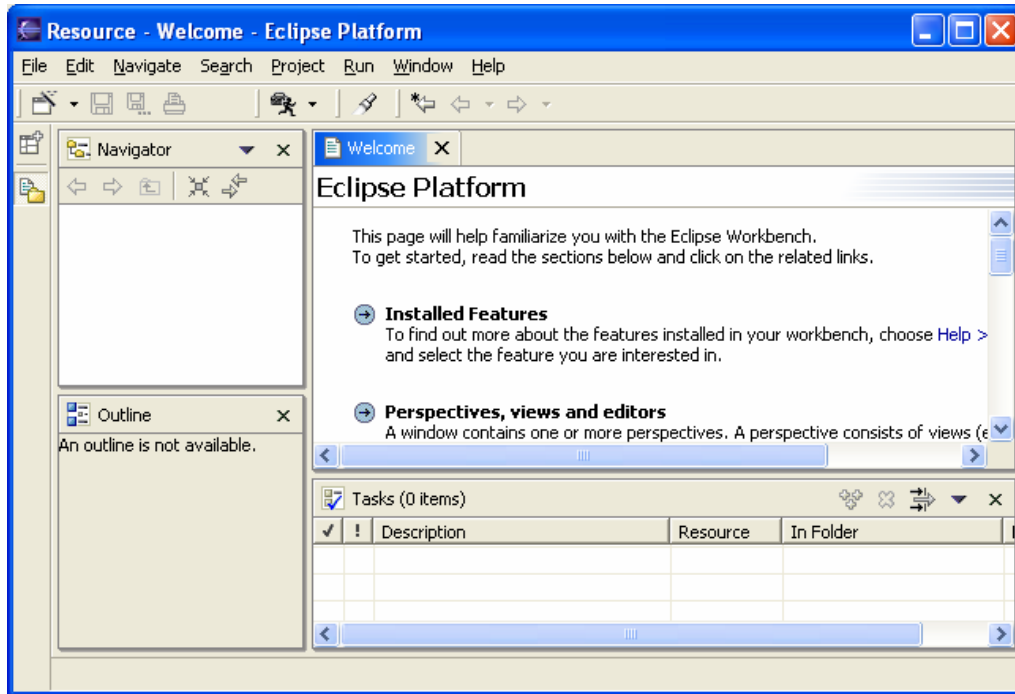 Resource - Welcome - Eclipse Platform
File Edit Navigate Search Project Run Window Help
Navigator
Welcome
Eclipse Platform
This page will help familiarize you with the Eclipse Workbench.
To get started, read the sections below and click on the related links.
Installed Features
To find out more about the features installed in your workbench, choose Help >
and select the feature you are interested in.
Perspectives, views and editors
A window contains one or more perspectives. A perspective consists of views (e
Outline
An outline is not available.
Tasks (0 items)
! Description Resource In Folder